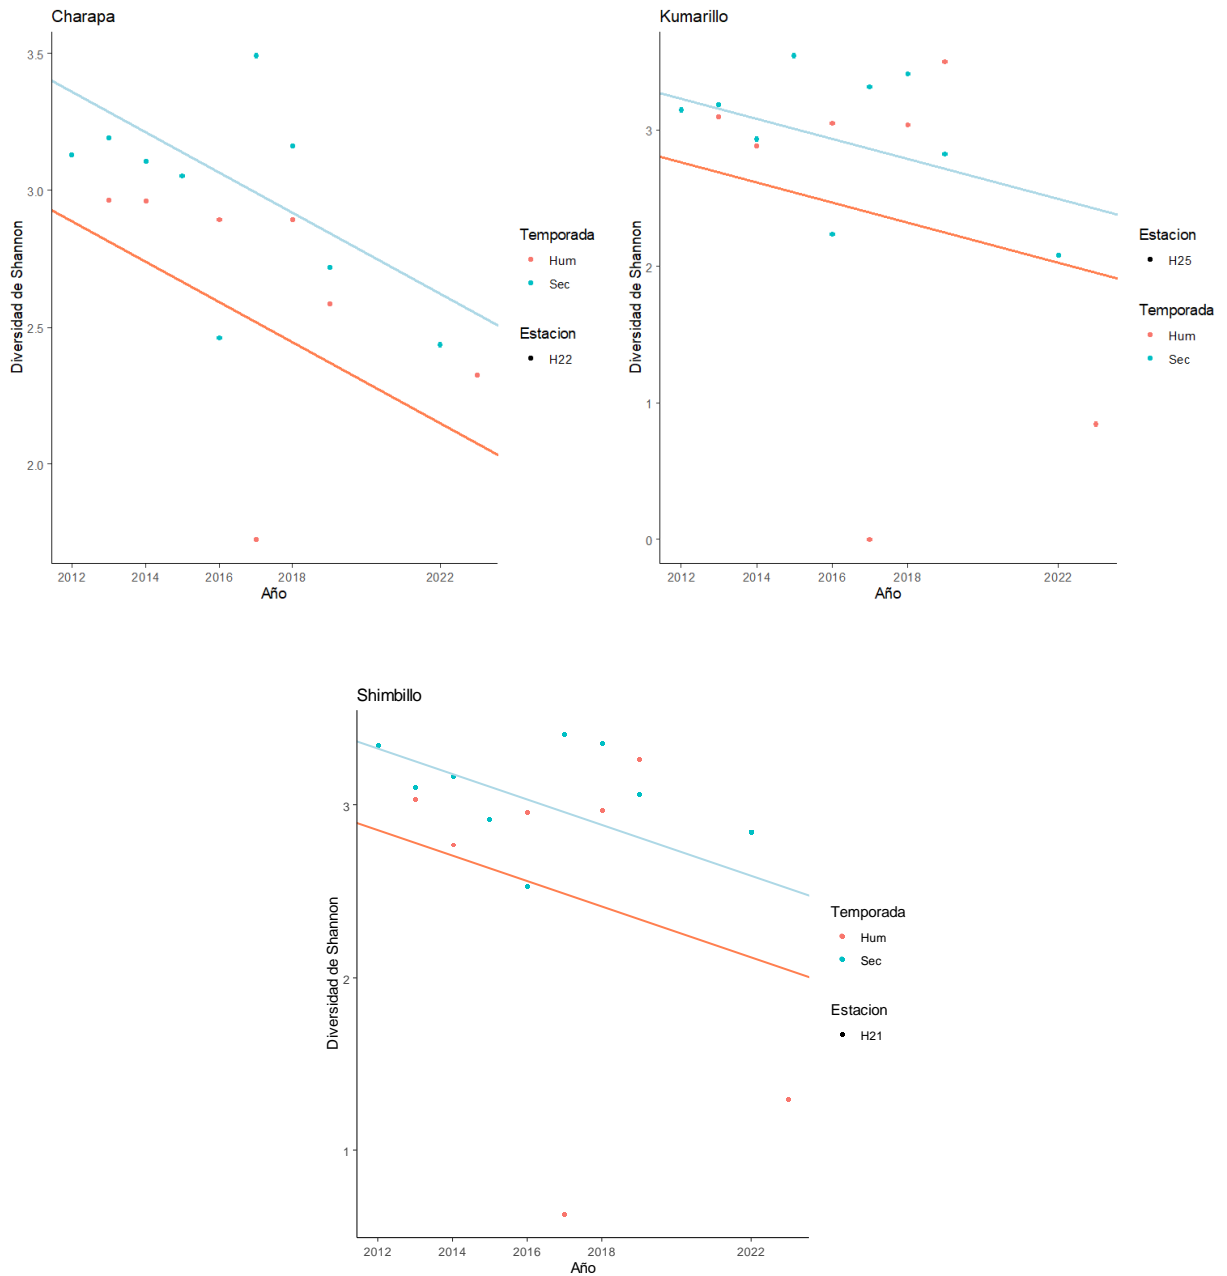 Charapa
Diversidad de Shannon
3.5
3.0
2.5
2.0
2012 2014 2016 2018 2022
Año
Temporada
Hum
Sec
Estacion
H22
Kumarillo
Diversidad de Shannon
3
2
1
0
2012 2014 2016 2018 2022
Año
Estacion
H25
Temporada
Hum
Sec
Shimbillo
Diversidad de Shannon
3
2
1
2012 2014 2016 2018 2022
Año
Temporada
Hum
Sec
Estacion
H21